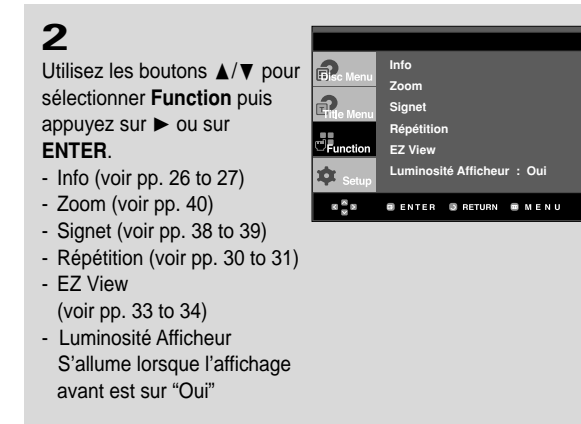 2
Utilisez les boutons ▲/▼ pour
sélectionner Function puis
appuyez sur ► ou sur
ENTER.
- Info (voir pp. 26 to 27)
- Zoom (voir pp. 40)
- Signet (voir pp. 38 to 39)
- Répétition (voir pp. 30 to 31)
- EZ View
(voir pp. 33 to 34)
- Luminosité Afficheur
S'allume lorsque l'affichage
avant est sur “Oui”
Disc Menu
Title Menu
Function
Setup
Info
Zoom
Signet
Répétition
EZ View
Luminosité Afficheur : Oui
ENTER RETURN MENU